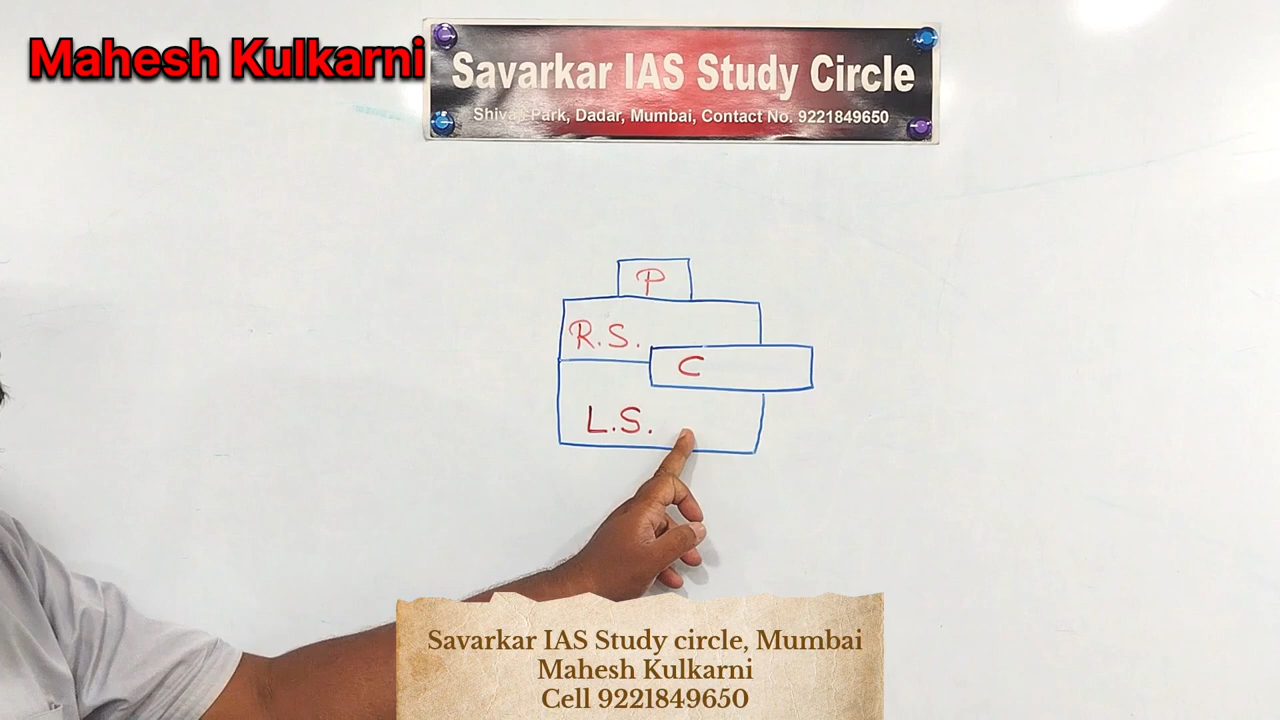 Mahesh Kulkarni
Savarkar IAS Study Circle
Park, Dadar, Mumbai, Contact No. 9221849650
P
R.S.
C
L.S.
Savarkar IAS Study circle, Mumbai
Mahesh Kulkarni
Cell 9221849650